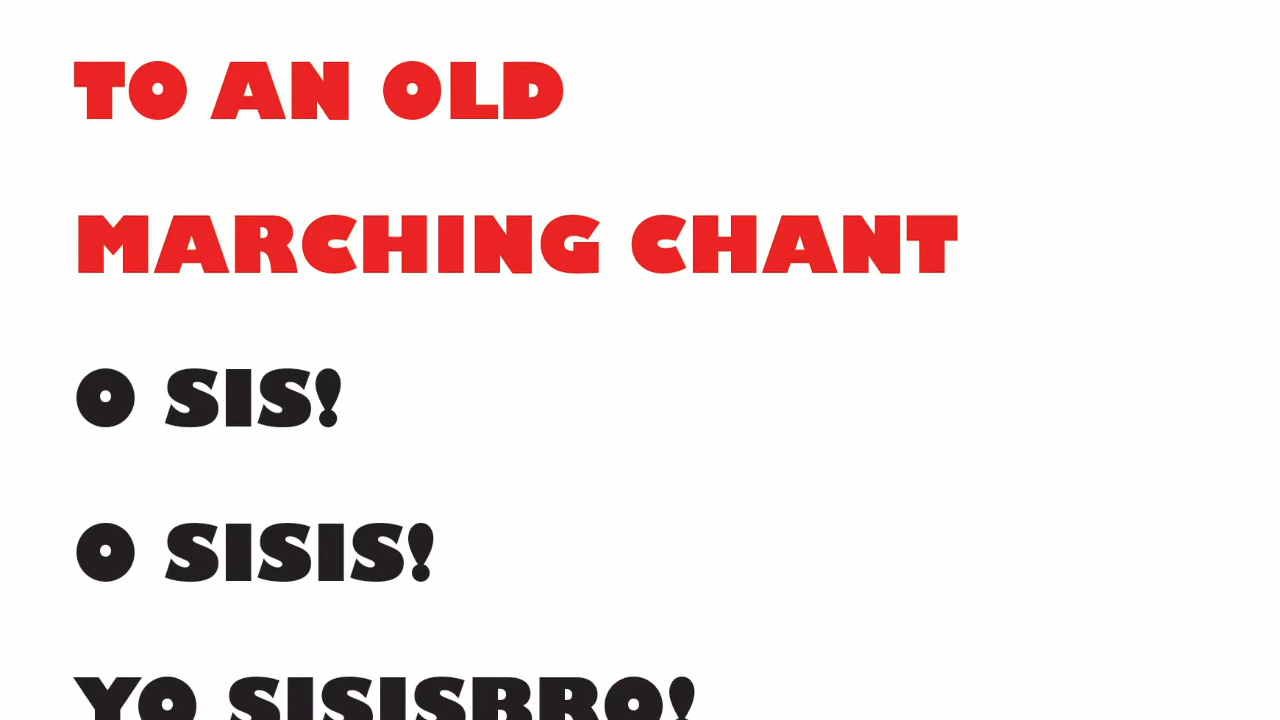 TO AN OLD
MARCHING CHANT
O SIS!
O SISIS!
YO SISISBRO!